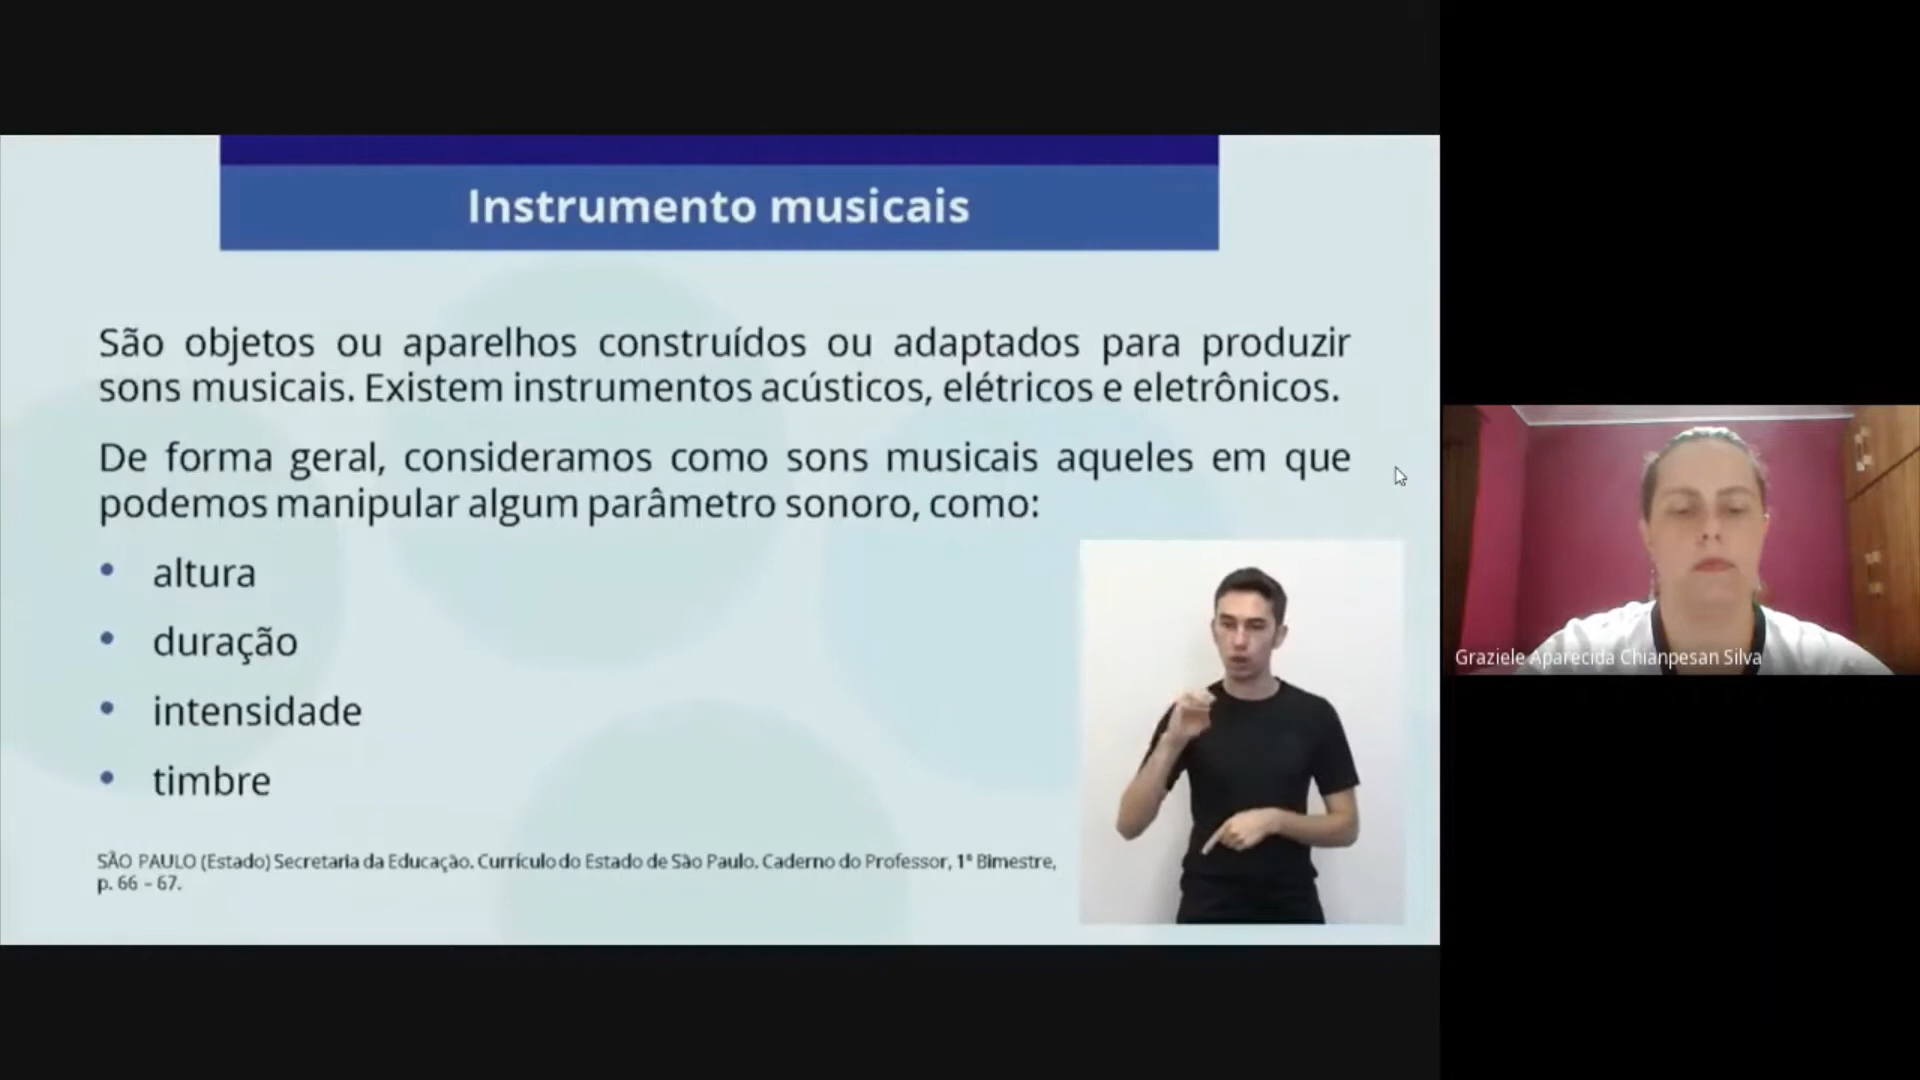 Instrumento musicais
São objetos ou aparelhos construídos ou adaptados para produzir
sons musicais. Existem instrumentos acústicos, elétricos e eletrônicos.
De forma geral, consideramos como sons musicais aqueles em que
podemos manipular algum parâmetro sonoro, como:
• altura
• duração
• intensidade
• timbre
SÃO PAULO (Estado) Secretaria da Educação. Currículo do Estado de São Paulo. Caderno do Professor, 1º Bimestre,
p. 66 – 67.
Graziele Aparecida Chianpesan Silva